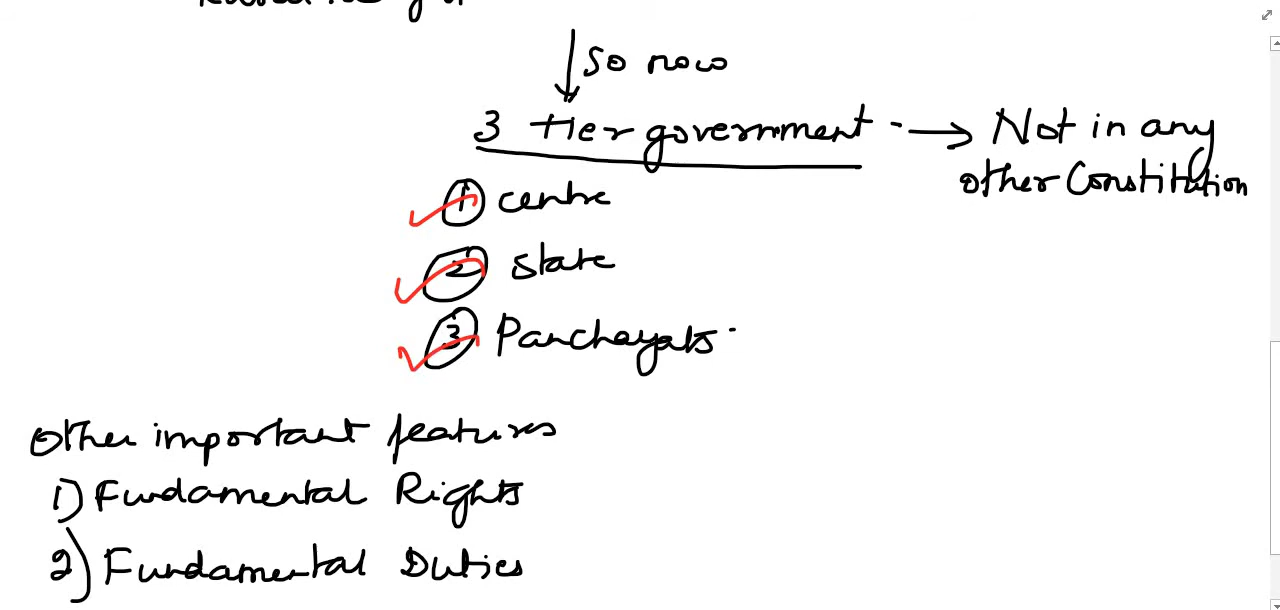 so now
3 tier government - → Not in any
other Constitution
① centre
② state
③ Panchayats
Other important features
1) Fundamental Rights
2) Fundamental Duties